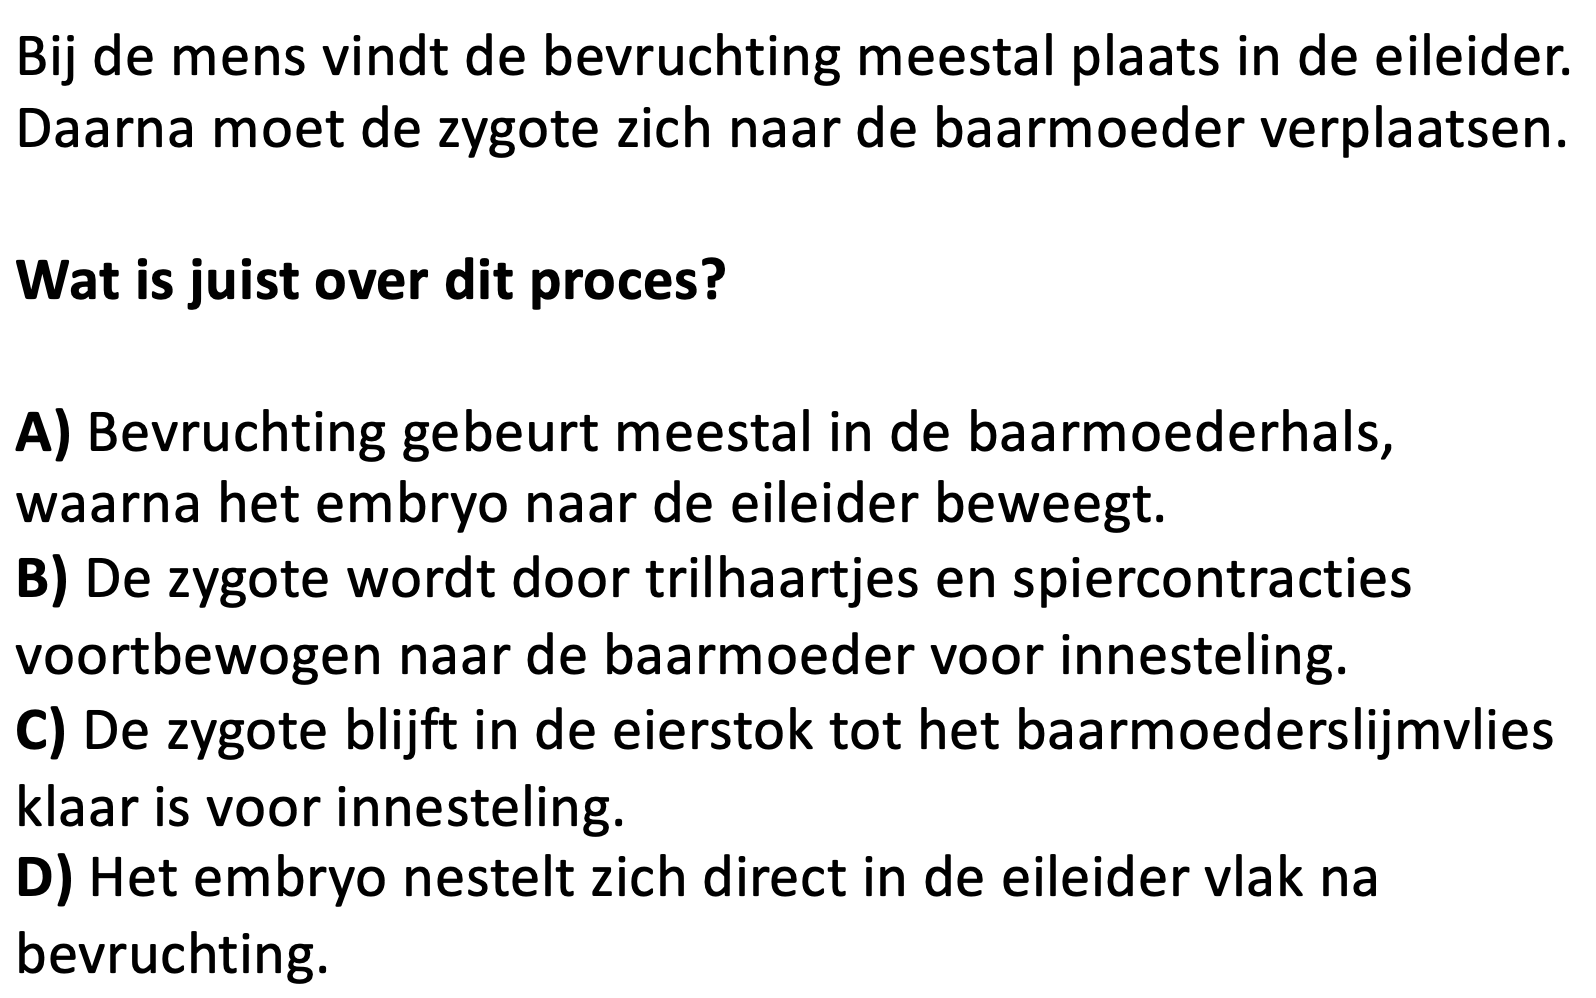 Bij de mens vindt de bevruchting meestal plaats in de eileider.
Daarna moet de zygote zich naar de baarmoeder verplaatsen.
Wat is juist over dit proces?
A) Bevruchting gebeurt meestal in de baarmoederhals,
waarna het embryo naar de eileider beweegt.
B) De zygote wordt door trilhaartjes en spiercontracties
voortbewogen naar de baarmoeder voor innesteling.
C) De zygote blijft in de eierstok tot het baarmoederslijmvlies
klaar is voor innesteling.
D) Het embryo nestelt zich direct in de eileider vlak na
bevruchting.